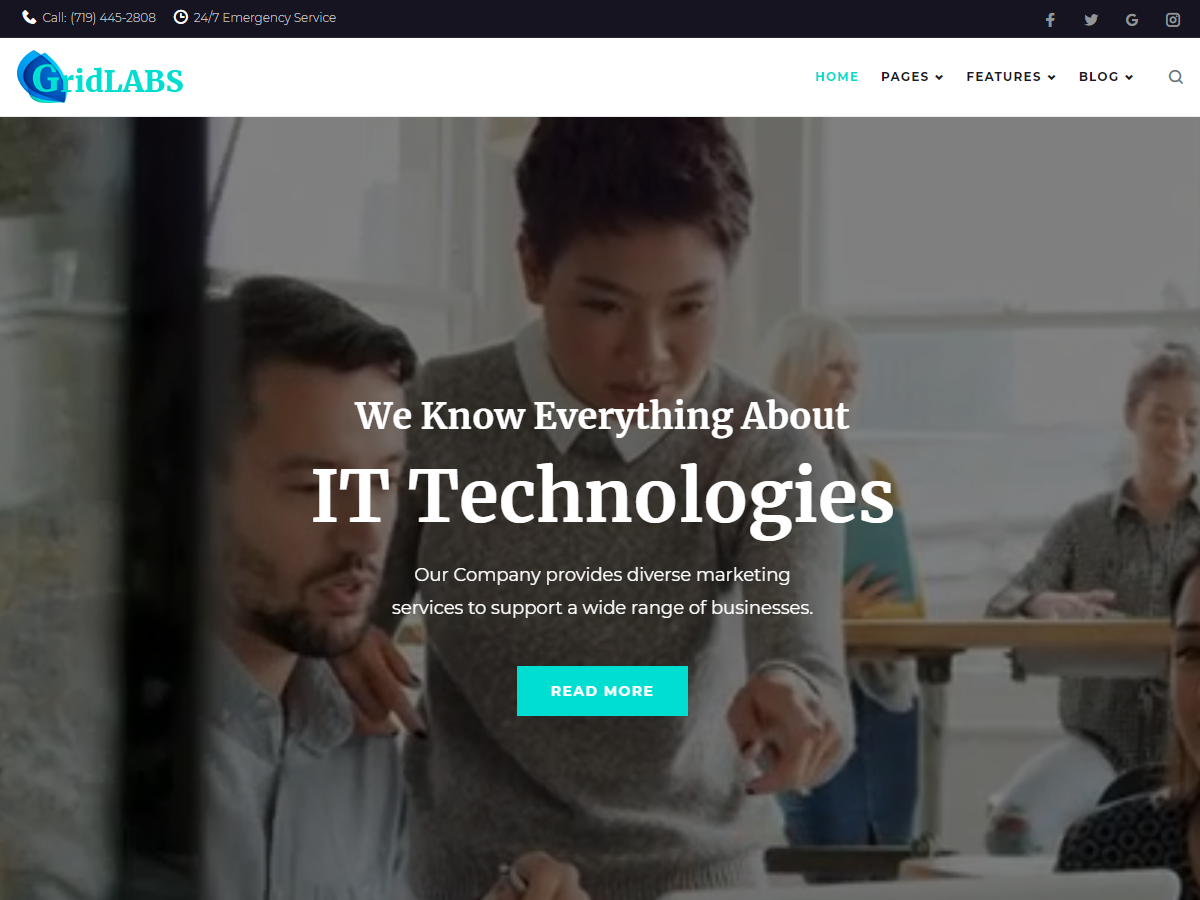 Call: (719) 445-2808 24/7 Emergency Service
GridLABS
HOME PAGES FEATURES BLOG
We Know Everything About
IT Technologies
Our Company provides diverse marketing
services to support a wide range of businesses.
READ MORE